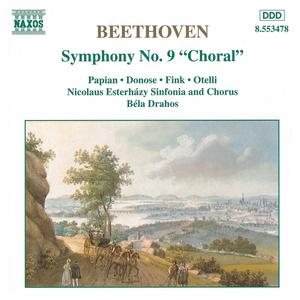 NAXOS
DDD
8.553478
BEETHOVEN
Symphony No. 9 “Choral”
Papian • Donose • Fink • Otelli
Nicolaus Esterházy Sinfonia and Chorus
Béla Drahos